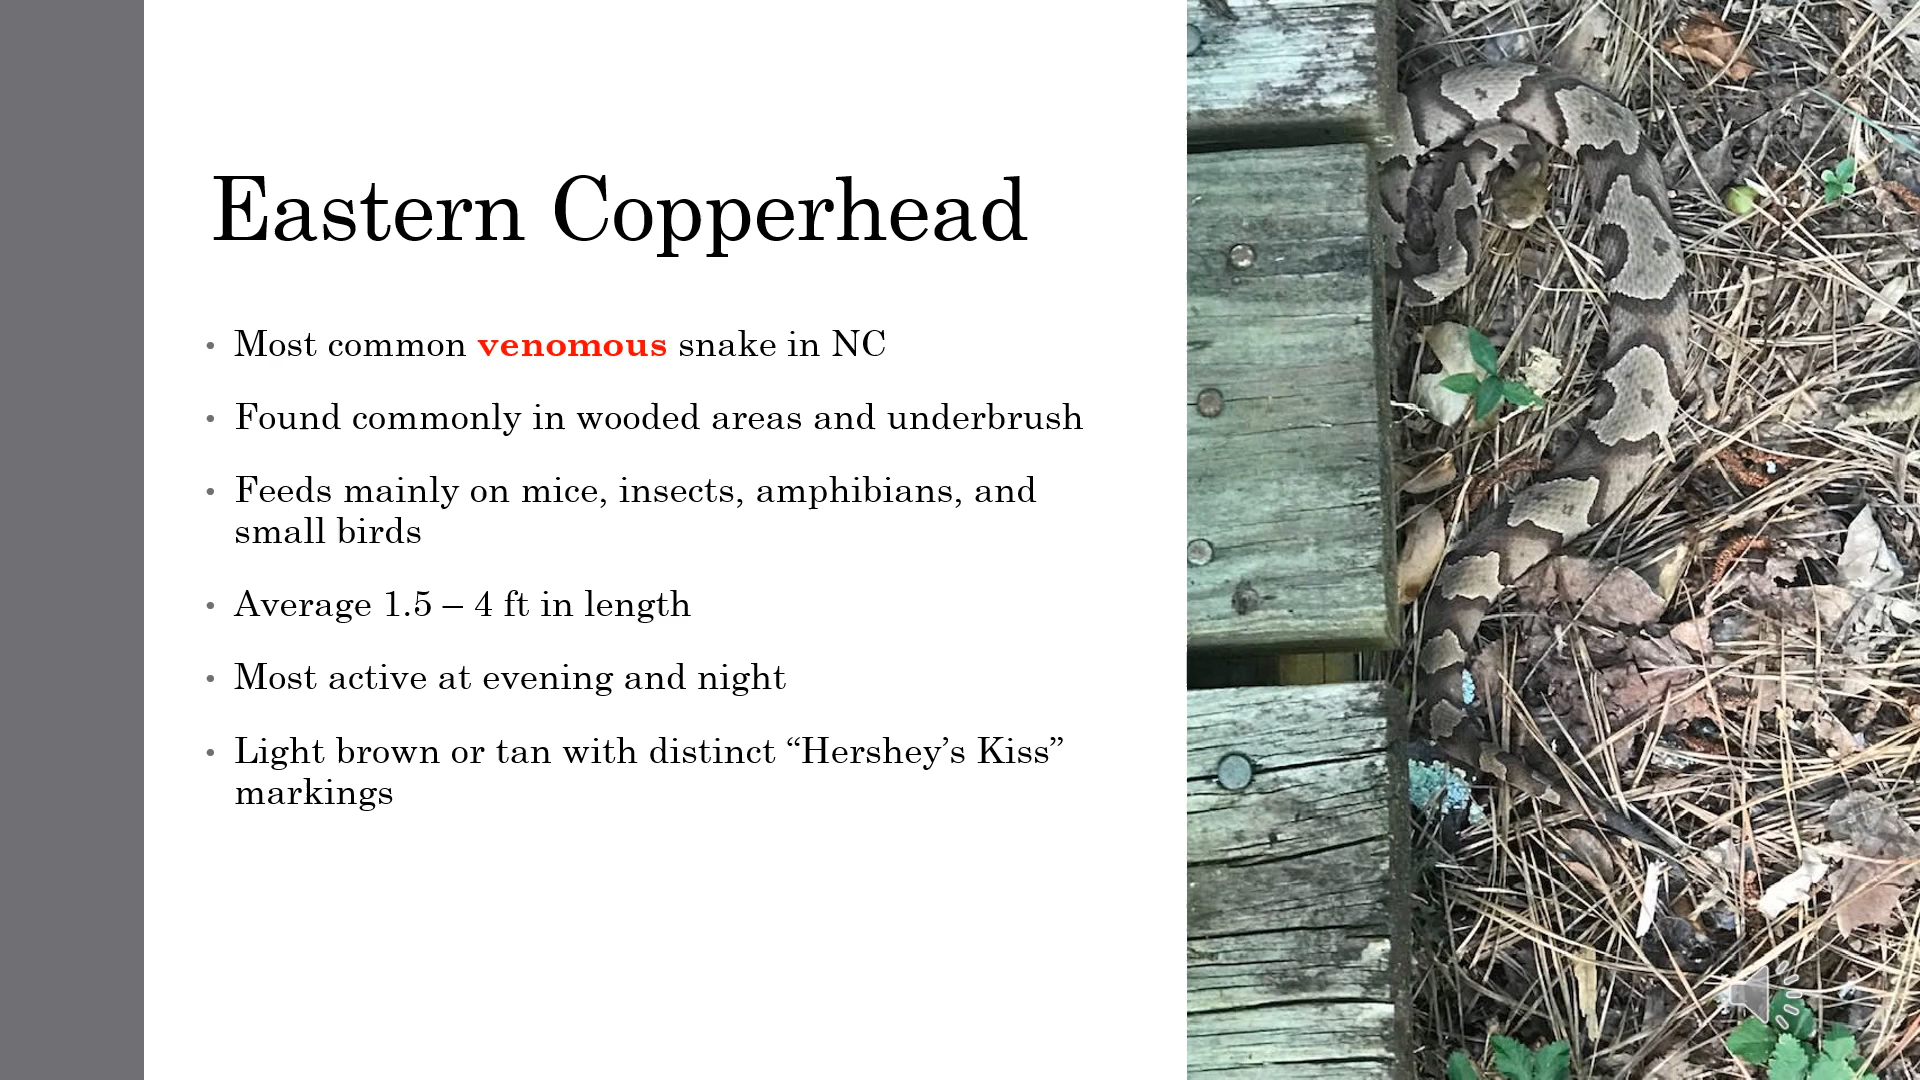 Eastern Copperhead
• Most common venomous snake in NC
• Found commonly in wooded areas and underbrush
• Feeds mainly on mice, insects, amphibians, and
small birds
• Average 1.5 – 4 ft in length
• Most active at evening and night
• Light brown or tan with distinct “Hershey’s Kiss”
markings